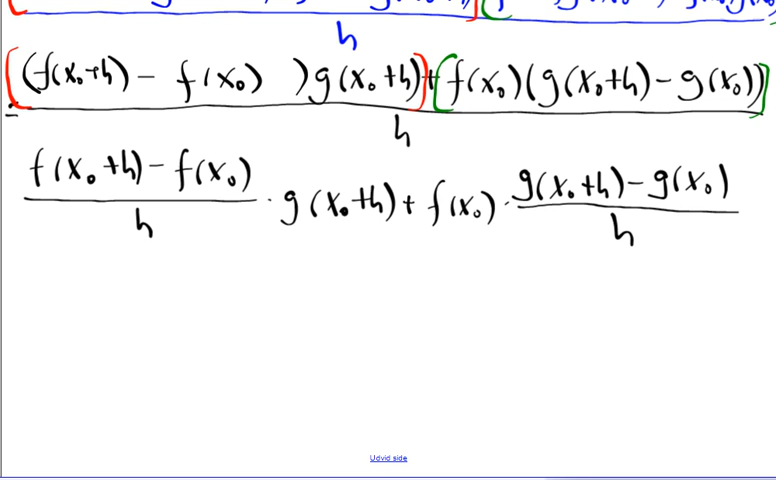 h
((f(x₀+h) – f(x₀) )g(x₀+h))+(f(x₀)(g(x₀+h) – g(x₀))
=
h
f(x₀+h) – f(x₀)
h
· g(x₀+h) + f(x₀) ·
g(x₀+h) – g(x₀)
h
Udvid side